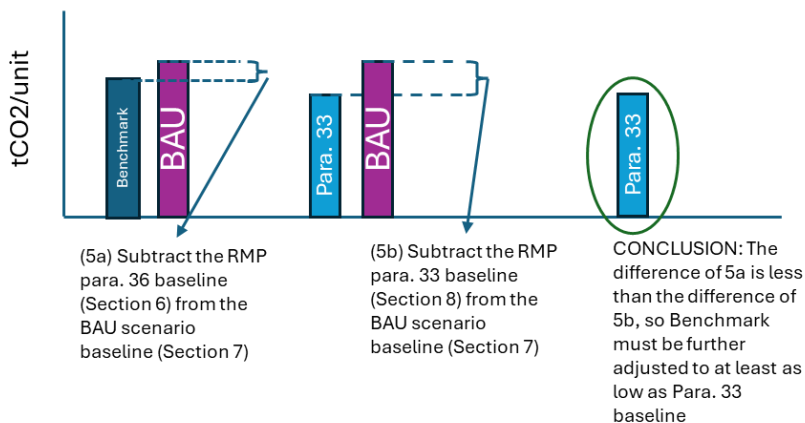 tCO2/unit
Benchmark
BAU
Para. 33
BAU
Para. 33
(5a) Subtract the RMP
para. 36 baseline
(Section 6) from the
BAU scenario
baseline (Section 7)
(5b) Subtract the RMP
para. 33 baseline
(Section 8) from the
BAU scenario
baseline (Section 7)
CONCLUSION: The
difference of 5a is less
than the difference of
5b, so Benchmark
must be further
adjusted to at least as
low as Para. 33
baseline